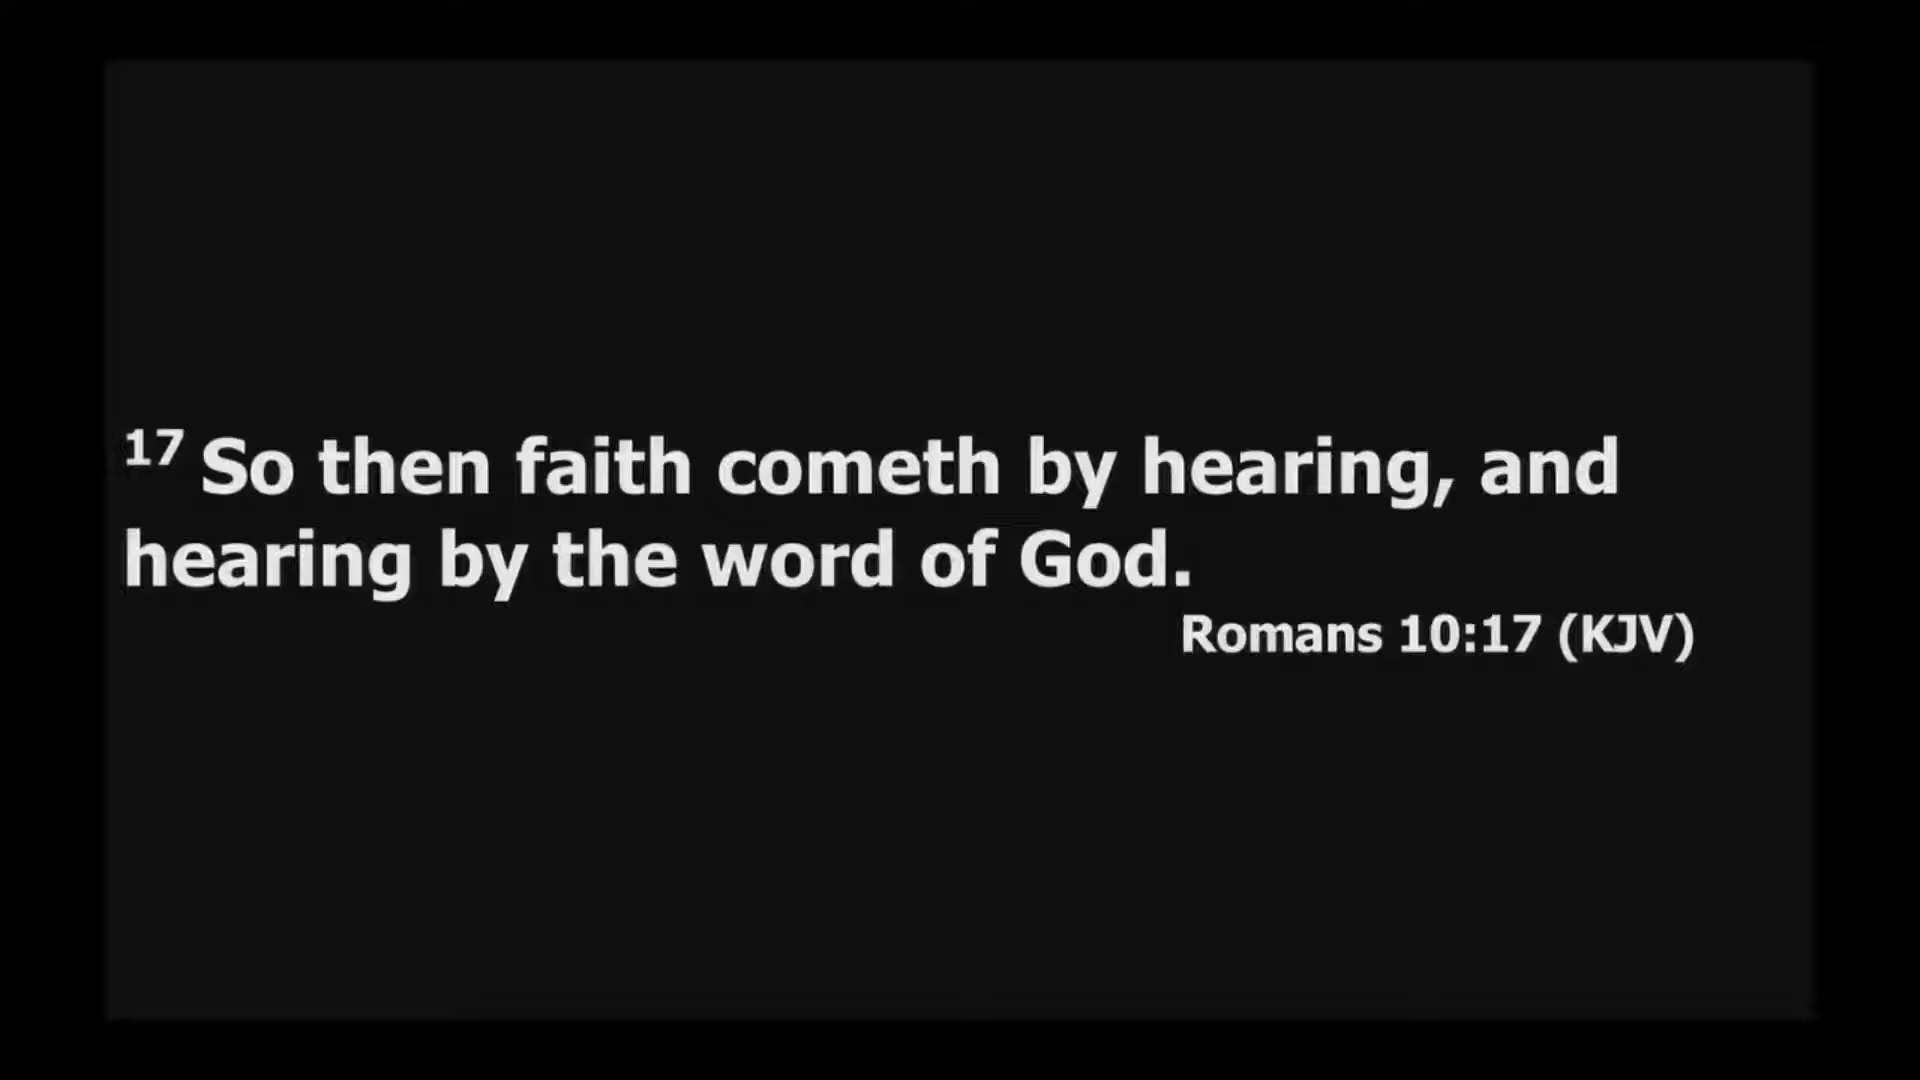 17 So then faith cometh by hearing, and
hearing by the word of God.
Romans 10:17 (KJV)